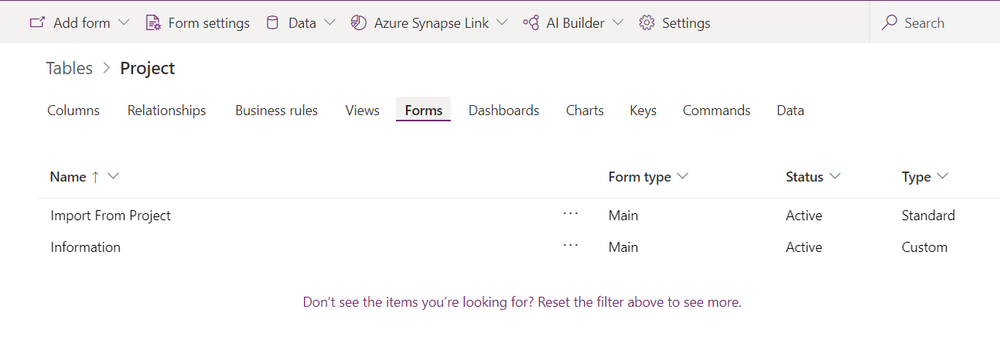 Add form Form settings Data Azure Synapse Link AI Builder Settings Search
Tables > Project
Columns Relationships Business rules Views Forms Dashboards Charts Keys Commands Data
Name ↑ Form type Status Type
Import From Project ... Main Active Standard
Information ... Main Active Custom
Don’t see the items you’re looking for? Reset the filter above to see more.